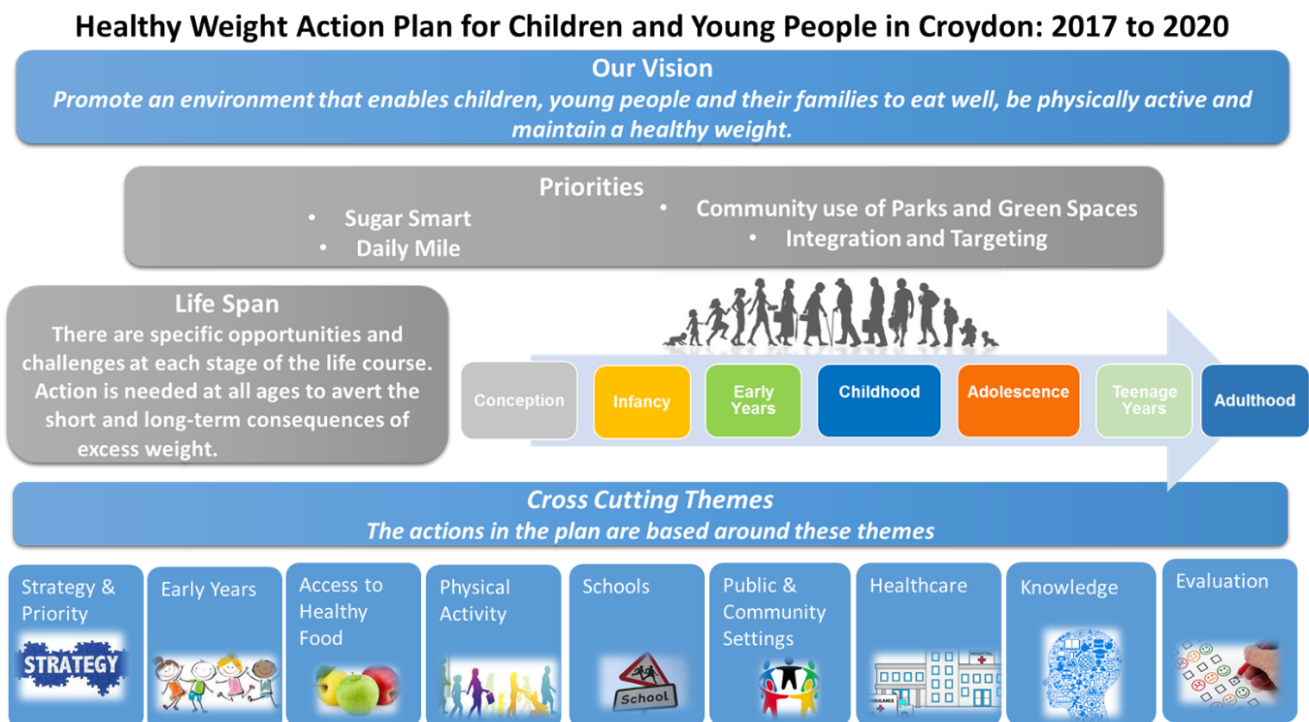 Healthy Weight Action Plan for Children and Young People in Croydon: 2017 to 2020
Our Vision
Promote an environment that enables children, young people and their families to eat well, be physically active and
maintain a healthy weight.
Priorities
• Sugar Smart
• Daily Mile
• Community use of Parks and Green Spaces
• Integration and Targeting
Life Span
There are specific opportunities and
challenges at each stage of the life course.
Action is needed at all ages to avert the
short and long-term consequences of
excess weight.
Conception
Infancy
Early
Years
Childhood
Adolescence
Teenage
Years
Adulthood
Cross Cutting Themes
The actions in the plan are based around these themes
Strategy &
Priority
STRATEGY
Early Years
Access to
Healthy
Food
Physical
Activity
Schools
School
Public &
Community
Settings
Healthcare
HOSPITAL
AMBULANCE
Knowledge
Evaluation